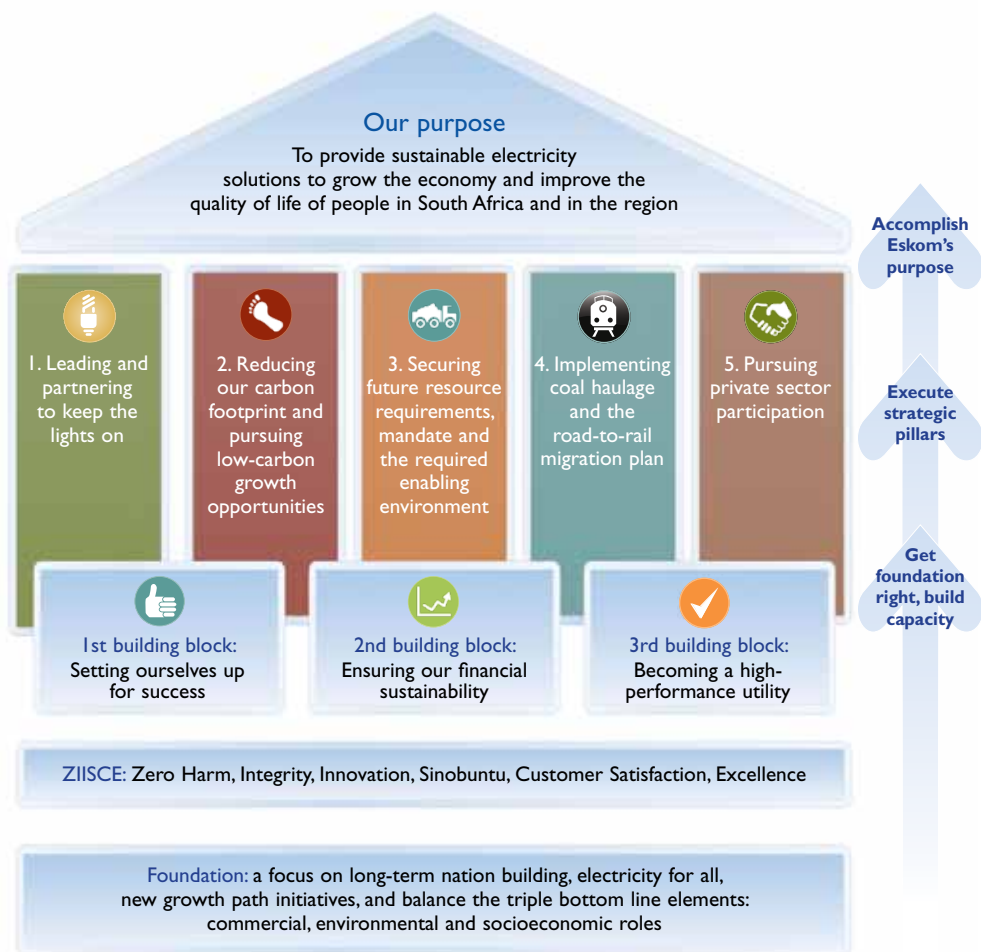 Our purpose
To provide sustainable electricity
solutions to grow the economy and improve the
quality of life of people in South Africa and in the region
Accomplish
Eskom's
purpose
1. Leading and
partnering
to keep the
lights on
2. Reducing
our carbon
footprint and
pursuing
low-carbon
growth
opportunities
3. Securing
future resource
requirements,
mandate and
the required
enabling
environment
4. Implementing
coal haulage
and the
road-to-rail
migration plan
5. Pursuing
private sector
participation
Execute
strategic
pillars
Get
foundation
right, build
capacity
1st building block:
Setting ourselves up
for success
2nd building block:
Ensuring our financial
sustainability
3rd building block:
Becoming a high-
performance utility
ZIISCE: Zero Harm, Integrity, Innovation, Sinobuntu, Customer Satisfaction, Excellence
Foundation: a focus on long-term nation building, electricity for all,
new growth path initiatives, and balance the triple bottom line elements:
commercial, environmental and socioeconomic roles